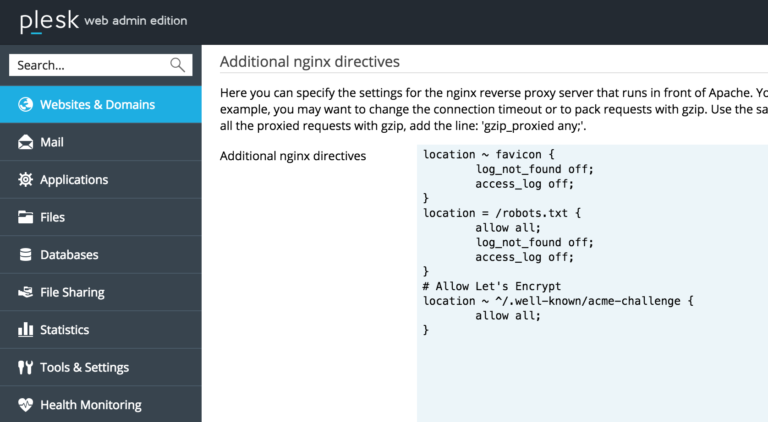 plesk web admin edition
Search...
Websites & Domains
Mail
Applications
Files
Databases
File Sharing
Statistics
Tools & Settings
Health Monitoring
Additional nginx directives
Here you can specify the settings for the nginx reverse proxy server that runs in front of Apache.
example, you may want to change the connection timeout or to pack requests with gzip. Use the
all the proxied requests with gzip, add the line: 'gzip_proxied any;'.
Additional nginx directives
location ~ favicon {
log_not_found off;
access_log off;
}
location = /robots.txt {
allow all;
log_not_found off;
access_log off;
}
# Allow Let's Encrypt
location ~ ^/.well-known/acme-challenge {
allow all;
}